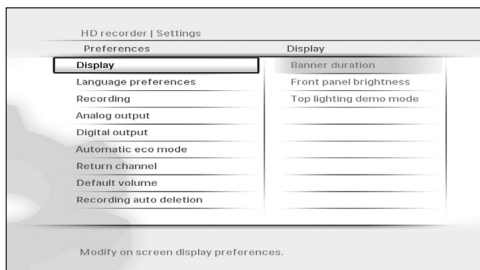 HD recorder | Settings
Preferences
Display
Language preferences
Recording
Analog output
Digital output
Automatic eco mode
Return channel
Default volume
Recording auto deletion
Display
Banner duration
Front panel brightness
Top lighting demo mode
Modify on screen display preferences.